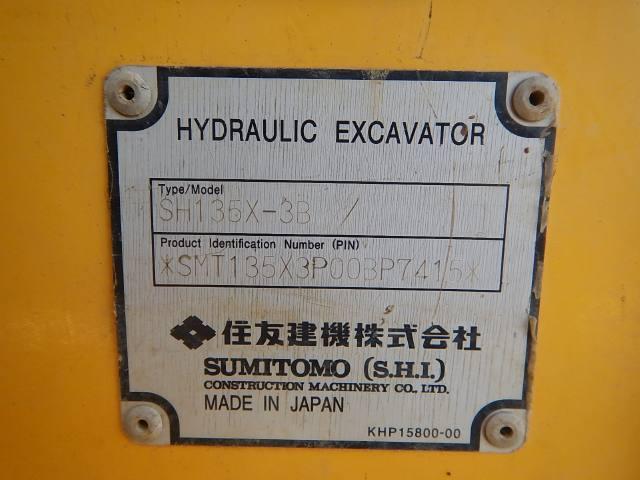 HYDRAULIC EXCAVATOR
Type/Model
SH135X-3B /
Product Identification Number (PIN)
*SMT135X3P00BP7415*
住友建機株式会社
SUMITOMO (S.H.I.)
CONSTRUCTION MACHINERY CO., LTD.
MADE IN JAPAN
KHP15800-00